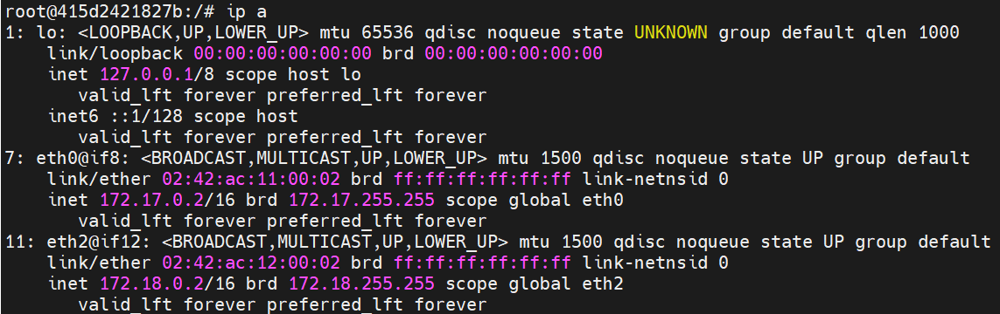 root@415d2421827b:/# ip a
1: lo: <LOOPBACK,UP,LOWER_UP> mtu 65536 qdisc noqueue state UNKNOWN group default qlen 1000
    link/loopback 00:00:00:00:00:00 brd 00:00:00:00:00:00
    inet 127.0.0.1/8 scope host lo
       valid_lft forever preferred_lft forever
    inet6 ::1/128 scope host
       valid_lft forever preferred_lft forever
7: eth0@if8: <BROADCAST,MULTICAST,UP,LOWER_UP> mtu 1500 qdisc noqueue state UP group default
    link/ether 02:42:ac:11:00:02 brd ff:ff:ff:ff:ff:ff link-netnsid 0
    inet 172.17.0.2/16 brd 172.17.255.255 scope global eth0
       valid_lft forever preferred_lft forever
11: eth2@if12: <BROADCAST,MULTICAST,UP,LOWER_UP> mtu 1500 qdisc noqueue state UP group default
    link/ether 02:42:ac:12:00:02 brd ff:ff:ff:ff:ff:ff link-netnsid 0
    inet 172.18.0.2/16 brd 172.18.255.255 scope global eth2
       valid_lft forever preferred_lft forever